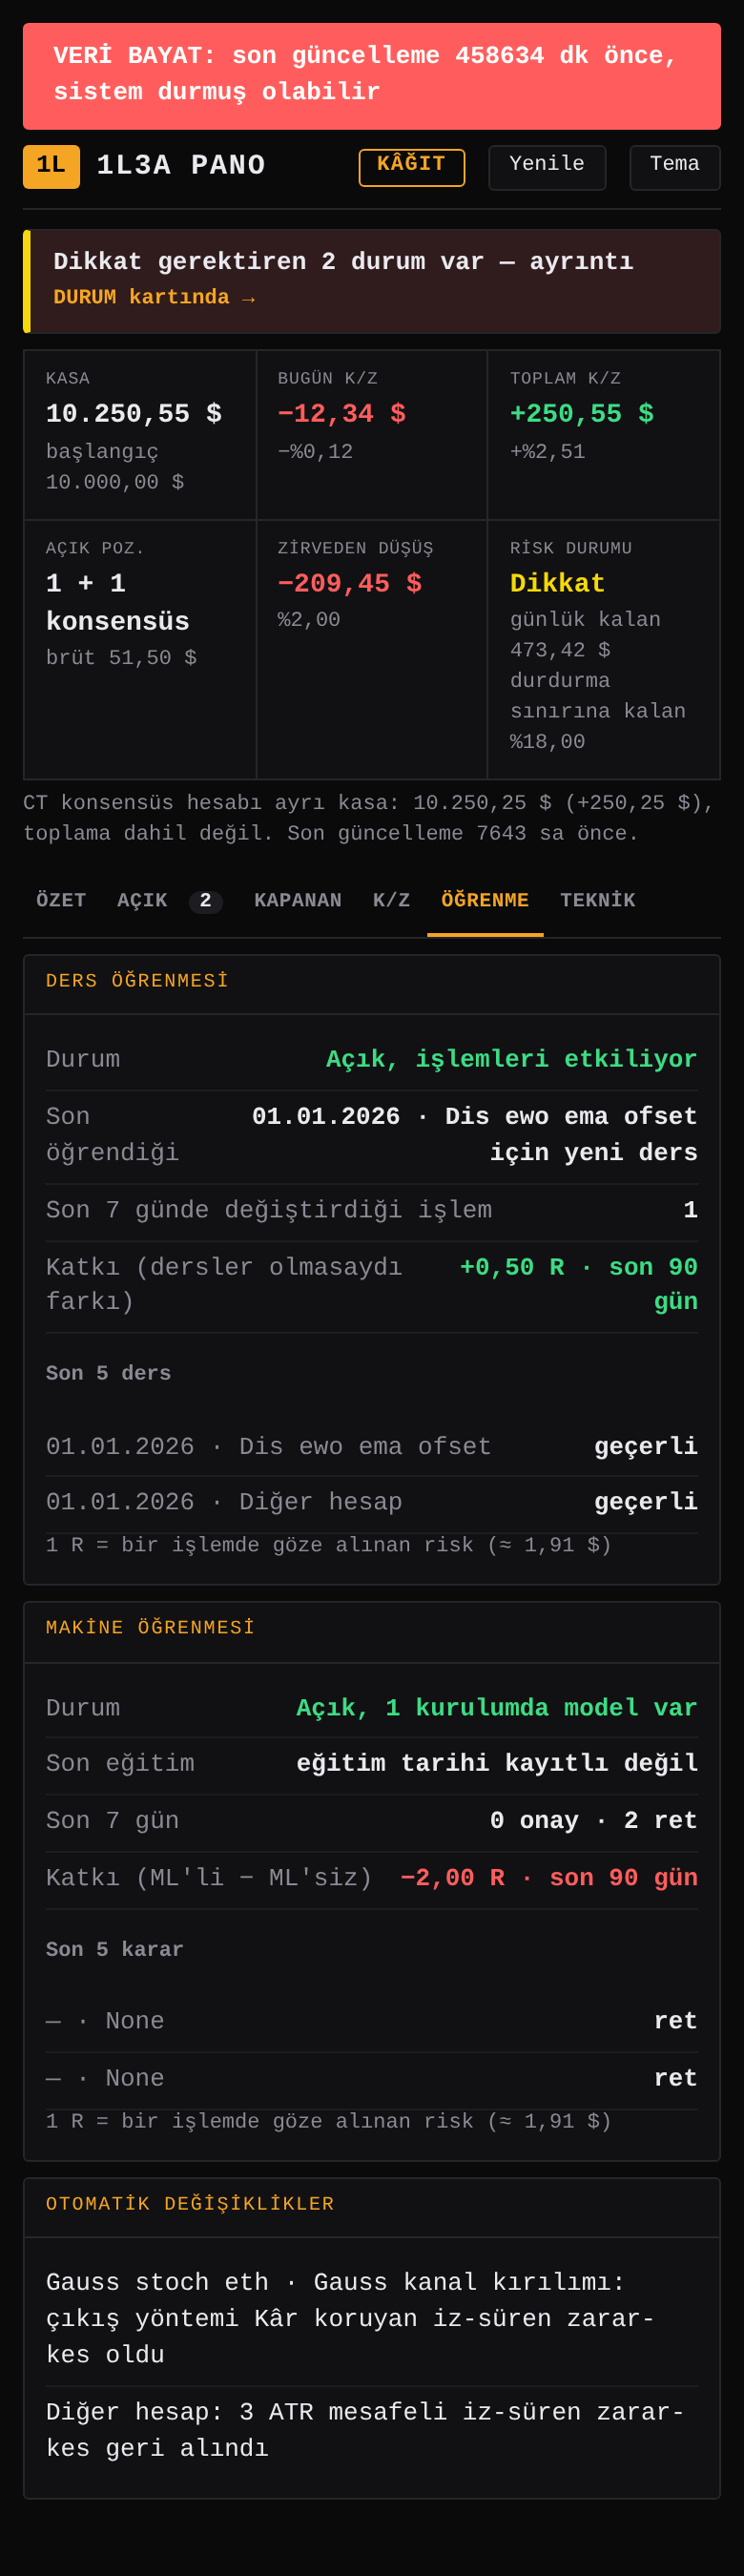 VERİ BAYAT: son güncelleme 458634 dk önce,
sistem durmuş olabilir
1L 1L3A PANO KÂĞIT Yenile Tema
Dikkat gerektiren 2 durum var — ayrıntı
DURUM kartında →
KASA
10.250,55 $
başlangıç
10.000,00 $
BUGÜN K/Z
−12,34 $
−%0,12
TOPLAM K/Z
+250,55 $
+%2,51
AÇIK POZ.
1 + 1
konsensüs
brüt 51,50 $
ZİRVEDEN DÜŞÜŞ
−209,45 $
%2,00
RİSK DURUMU
Dikkat
günlük kalan
473,42 $
durdurma
sınırına kalan
%18,00
CT konsensüs hesabı ayrı kasa: 10.250,25 $ (+250,25 $),
toplama dahil değil. Son güncelleme 7643 sa önce.
ÖZET AÇIK 2 KAPANAN K/Z ÖĞRENME TEKNİK
DERS ÖĞRENMESİ
Durum Açık, işlemleri etkiliyor
Son öğrendiği 01.01.2026 · Dis ewo ema ofset
için yeni ders
Son 7 günde değiştirdiği işlem 1
Katkı (dersler olmasaydı farkı) +0,50 R · son 90
gün
Son 5 ders
01.01.2026 · Dis ewo ema ofset geçerli
01.01.2026 · Diğer hesap geçerli
1 R = bir işlemde göze alınan risk (≈ 1,91 $)
MAKİNE ÖĞRENMESİ
Durum Açık, 1 kurulumda model var
Son eğitim eğitim tarihi kayıtlı değil
Son 7 gün 0 onay · 2 ret
Katkı (ML'li − ML'siz) −2,00 R · son 90 gün
Son 5 karar
— · None ret
— · None ret
1 R = bir işlemde göze alınan risk (≈ 1,91 $)
OTOMATİK DEĞİŞİKLİKLER
Gauss stoch eth · Gauss kanal kırılımı:
çıkış yöntemi Kâr koruyan iz-süren zarar-
kes oldu
Diğer hesap: 3 ATR mesafeli iz-süren zarar-
kes geri alındı